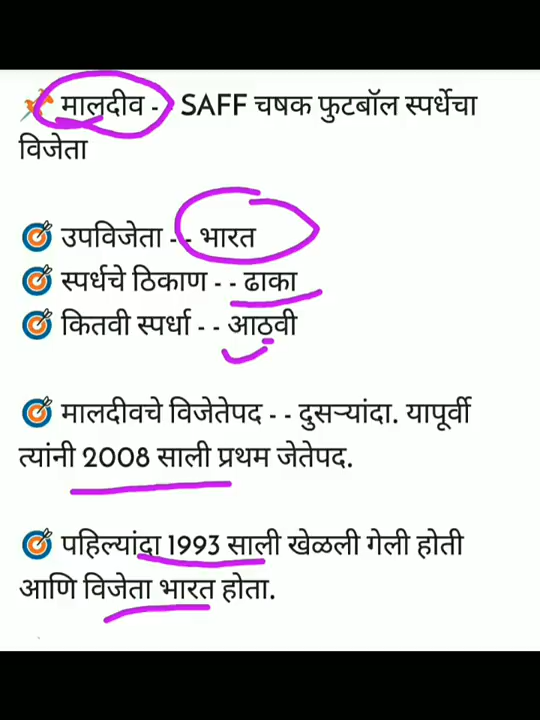 मालदीव - SAFF चषक फुटबॉल स्पर्धेचा
विजेता
उपविजेता - - भारत
स्पर्धचे ठिकाण - - ढाका
कितवी स्पर्धा - - आठवी
मालदीवचे विजेतेपद - - दुसऱ्यांदा. यापूर्वी
त्यांनी 2008 साली प्रथम जेतेपद.
पहिल्यांदा 1993 साली खेळली गेली होती
आणि विजेता भारत होता.